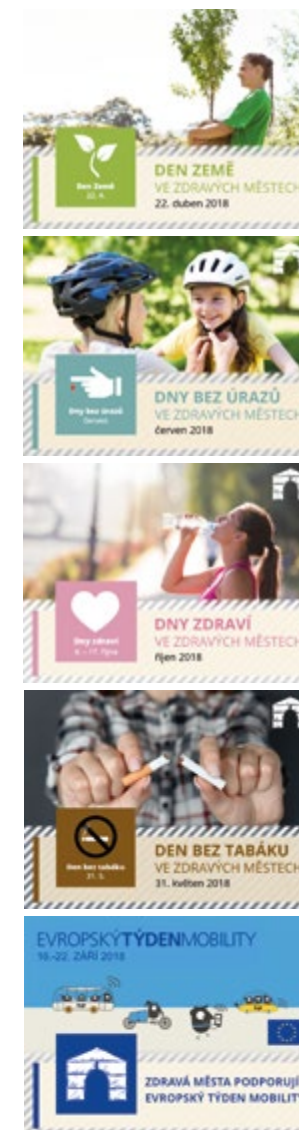 Den Země
22. 4.
DEN ZEMĚ
VE ZDRAVÝCH MĚSTECH
22. duben 2018
Dny bez úrazů
červen
DNY BEZ ÚRAZŮ
VE ZDRAVÝCH MĚSTECH
červen 2018
Dny zdraví
DNY ZDRAVÍ
VE ZDRAVÝCH MĚSTECH
říjen 2018
Den bez tabáku
31. 5.
DEN BEZ TABÁKU
VE ZDRAVÝCH MĚSTECH
31. květen 2018
EVROPSKÝTÝDENMOBILITY
16.-22. ZÁŘÍ 2018
ZDRAVÁ MĚSTA PODPORUJÍ
EVROPSKÝ TÝDEN MOBILITY